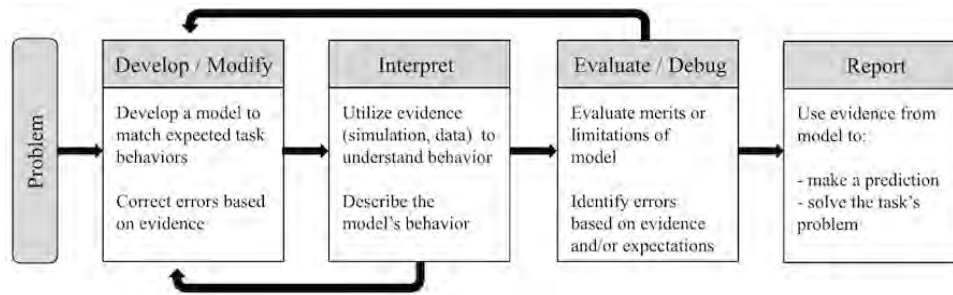 Problem
Develop / Modify
Develop a model to
match expected task
behaviors
Correct errors based
on evidence
Interpret
Utilize evidence
(simulation, data) to
understand behavior
Describe the
model's behavior
Evaluate / Debug
Evaluate merits or
limitations of
model
Identify errors
based on evidence
and/or expectations
Report
Use evidence from
model to:
- make a prediction
- solve the task's
problem